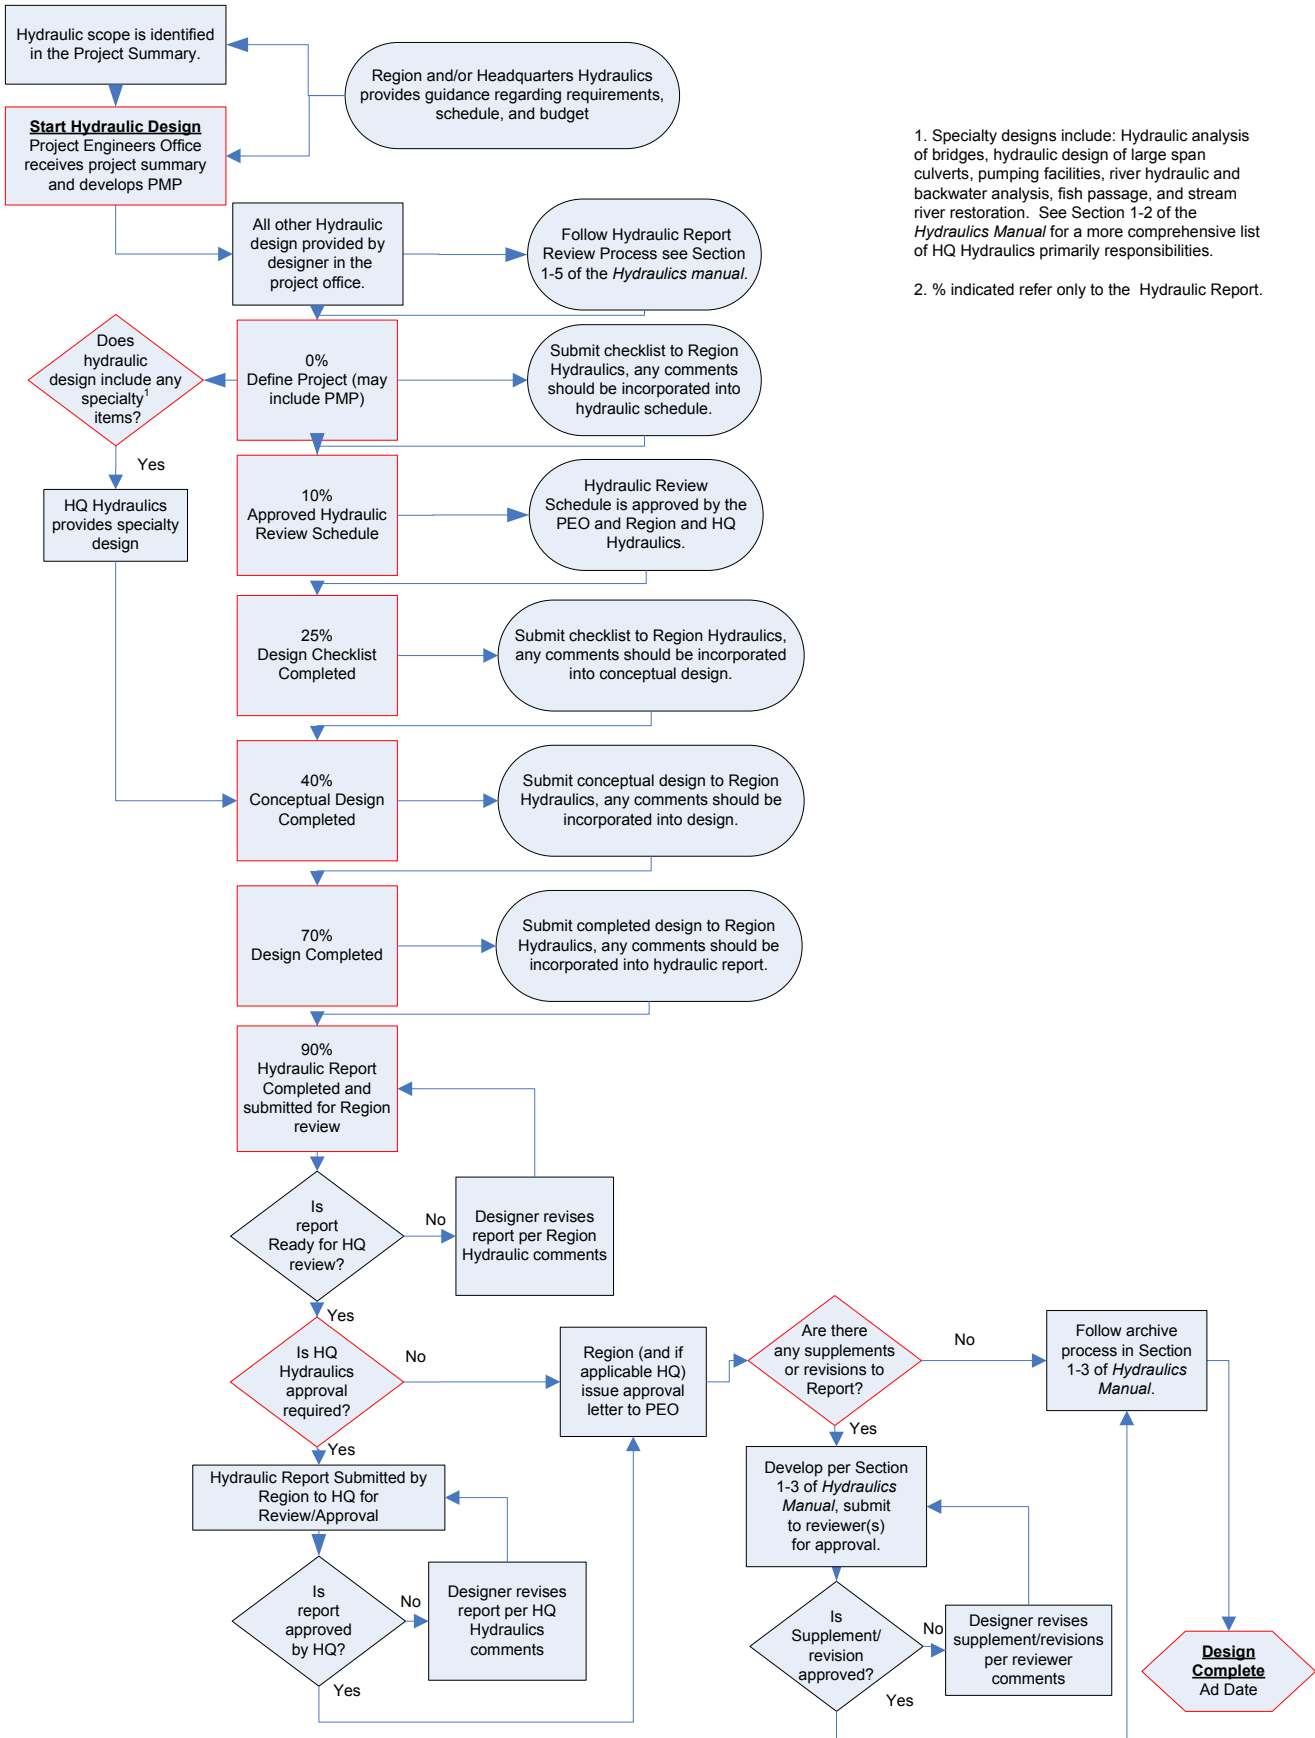 Hydraulic scope is identified
in the Project Summary.
Region and/or Headquarters Hydraulics
provides guidance regarding requirements,
schedule, and budget
Start Hydraulic Design
Project Engineers Office
receives project summary
and develops PMP
1. Specialty designs include: Hydraulic analysis
of bridges, hydraulic design of large span
culverts, pumping facilities, river hydraulic and
backwater analysis, fish passage, and stream
river restoration. See Section 1-2 of the
Hydraulics Manual for a more comprehensive list
of HQ Hydraulics primarily responsibilities.
2. % indicated refer only to the Hydraulic Report.
All other Hydraulic
design provided by
designer in the
project office.
Follow Hydraulic Report
Review Process see Section
1-5 of the Hydraulics manual.
Does
hydraulic
design include any
specialty1
items?
0%
Define Project (may
include PMP)
Submit checklist to Region
Hydraulics, any comments
should be incorporated into
hydraulic schedule.
Yes
HQ Hydraulics
provides specialty
design
10%
Approved Hydraulic
Review Schedule
Hydraulic Review
Schedule is approved by the
PEO and Region and HQ
Hydraulics.
25%
Design Checklist
Completed
Submit checklist to Region Hydraulics,
any comments should be incorporated
into conceptual design.
40%
Conceptual Design
Completed
Submit conceptual design to Region
Hydraulics, any comments should be
incorporated into design.
70%
Design Completed
Submit completed design to Region
Hydraulics, any comments should be
incorporated into hydraulic report.
90%
Hydraulic Report
Completed and
submitted for Region
review
Is
report
Ready for HQ
review?
No
Designer revises
report per Region
Hydraulic comments
Yes
Is HQ
Hydraulics
approval
required?
No
Region (and if
applicable HQ)
issue approval
letter to PEO
Are there
any supplements
or revisions to
Report?
No
Follow archive
process in Section
1-3 of Hydraulics
Manual.
Yes
Yes
Hydraulic Report Submitted by
Region to HQ for
Review/Approval
Develop per Section
1-3 of Hydraulics
Manual, submit
to reviewer(s)
for approval.
Is
report
approved
by HQ?
No
Designer revises
report per HQ
Hydraulics
comments
Yes
Is
Supplement/
revision
approved?
No
Designer revises
supplement/revisions
per reviewer
comments
Yes
Design
Complete
Ad Date